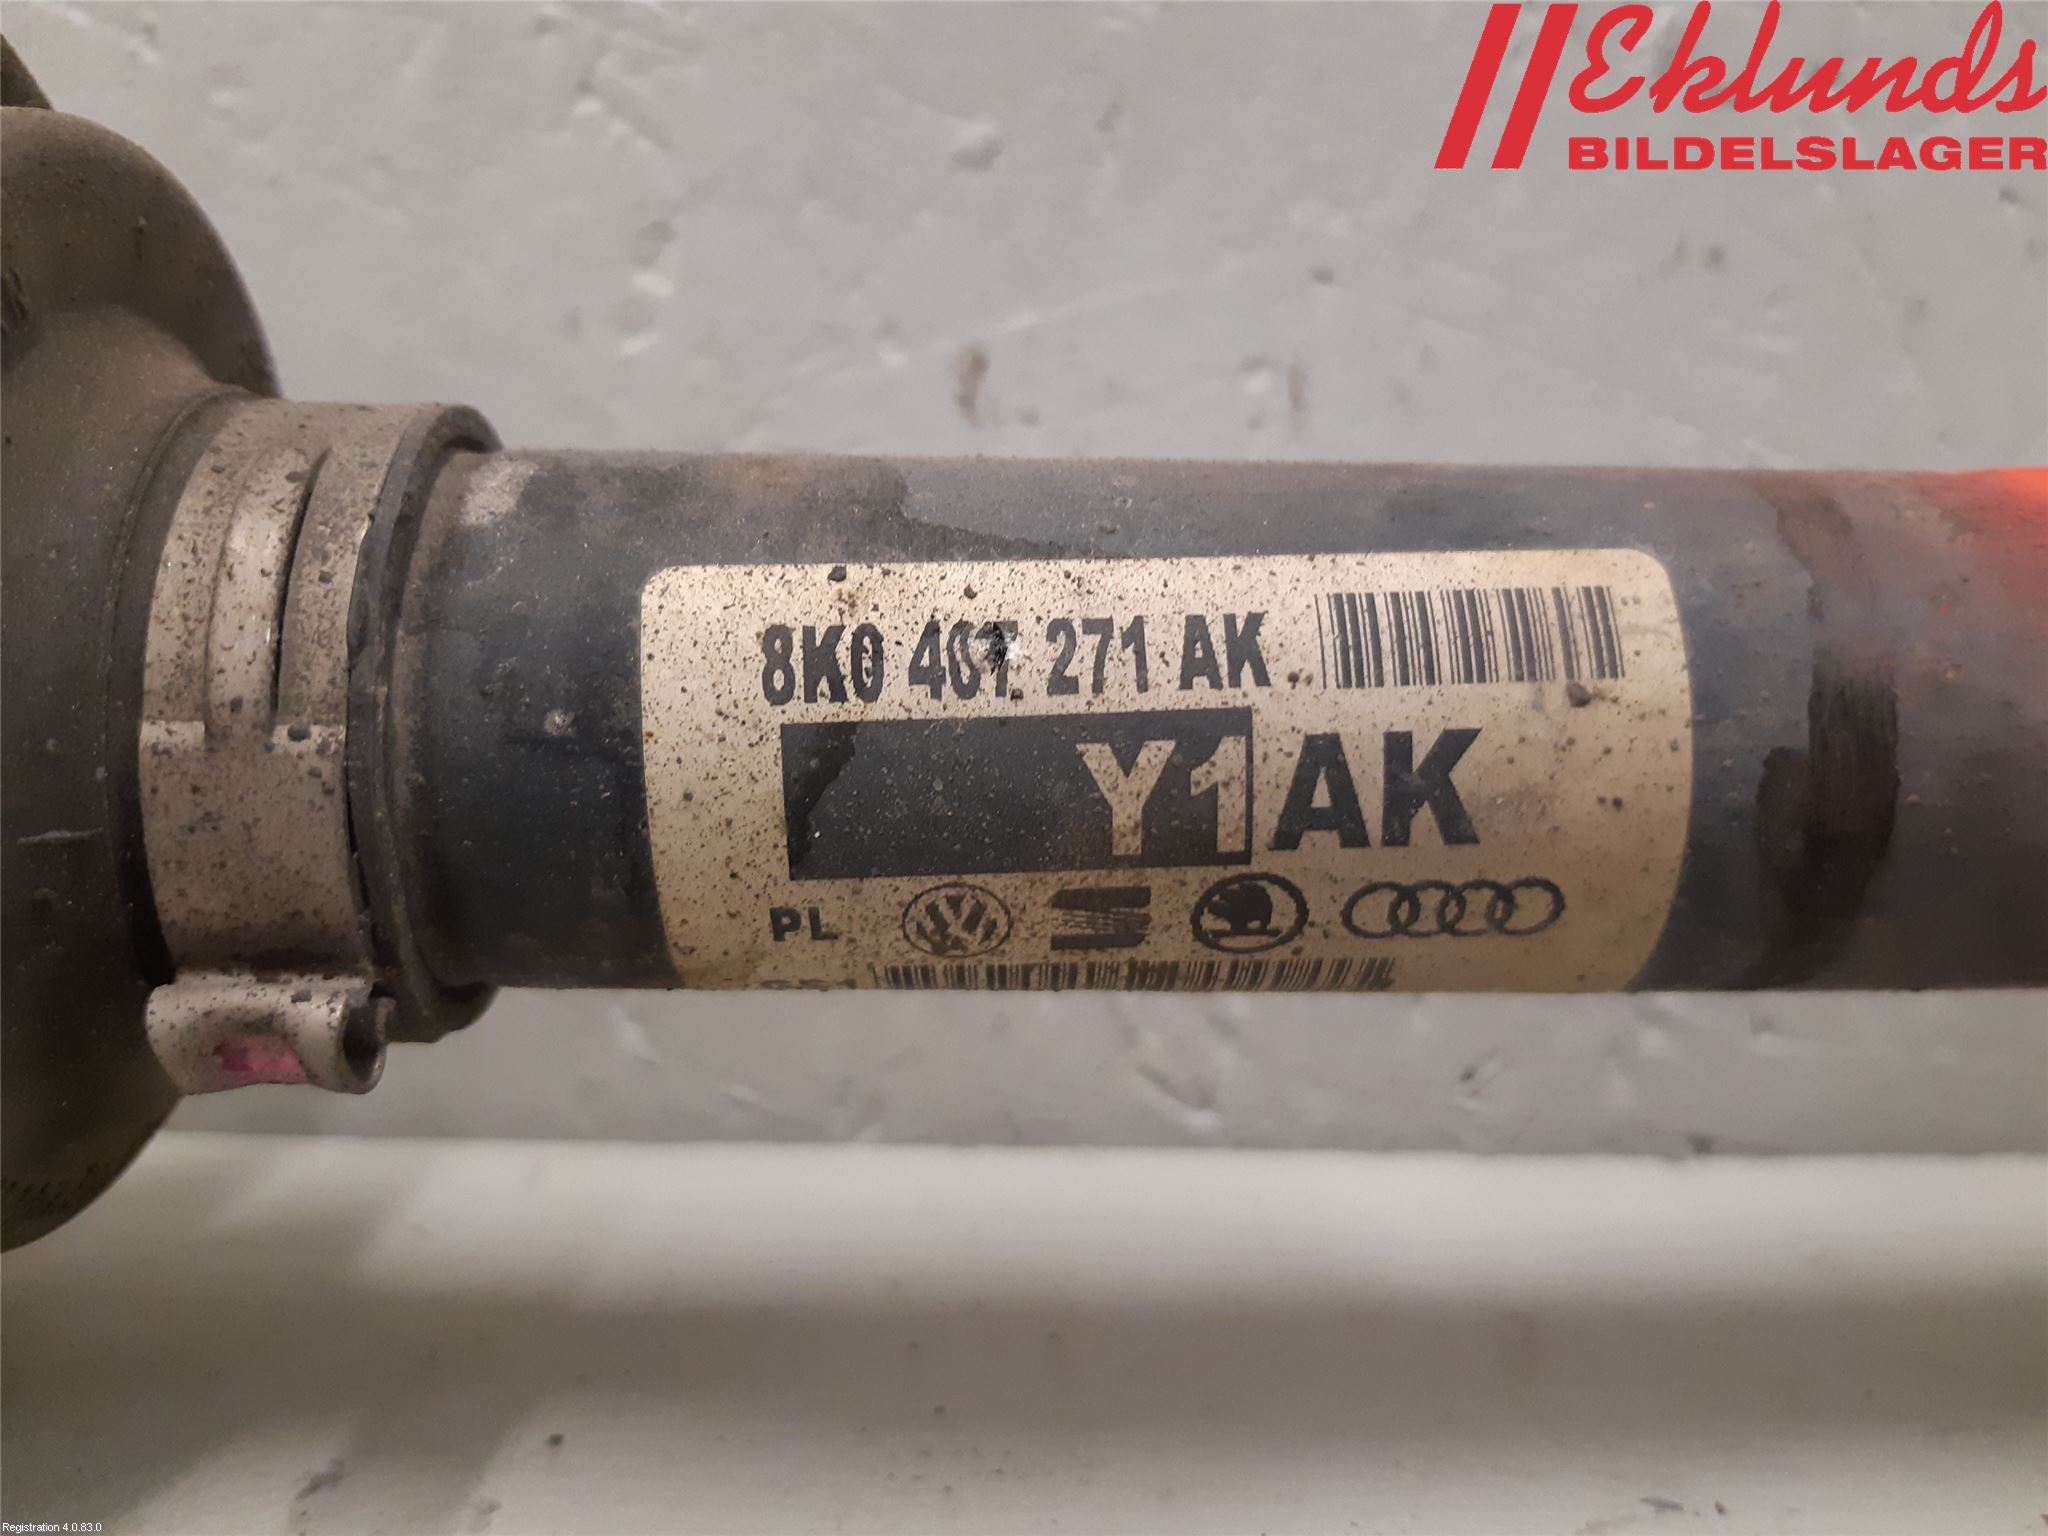 Eklunds
BILDELSLAGER
8K0 407 271 AK
Y1AK
PL
Registration 4.0.83.0